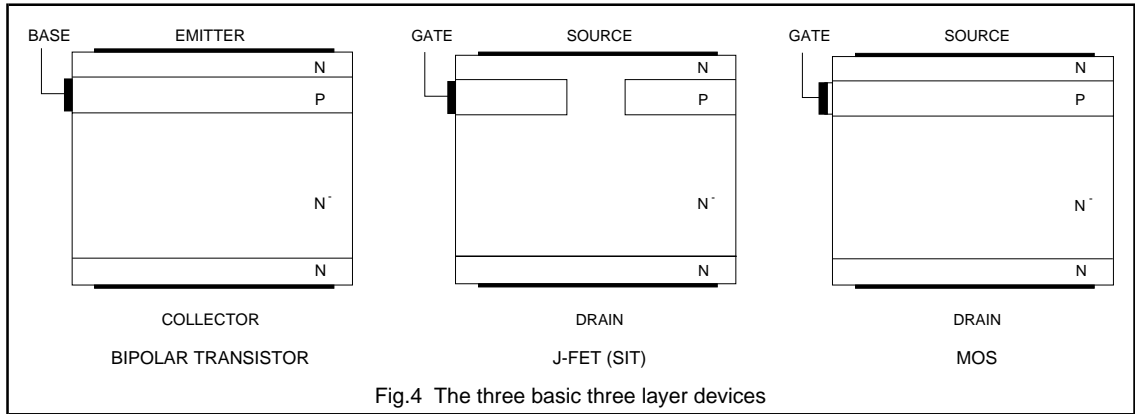 BASE EMITTER GATE SOURCE GATE SOURCE
N N N
P P P
N- N- N-
N N N
COLLECTOR DRAIN DRAIN
BIPOLAR TRANSISTOR J-FET (SIT) MOS
Fig.4 The three basic three layer devices